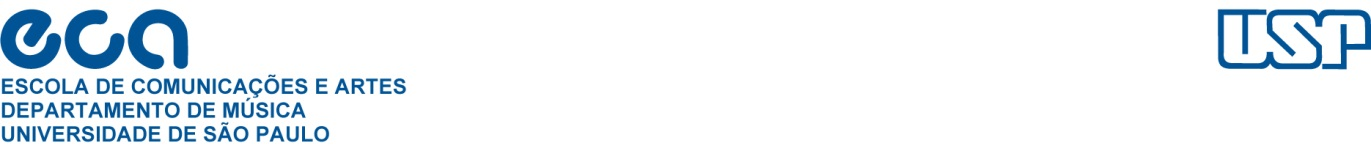 eca
USP
ESCOLA DE COMUNICAÇÕES E ARTES
DEPARTAMENTO DE MÚSICA
UNIVERSIDADE DE SÃO PAULO